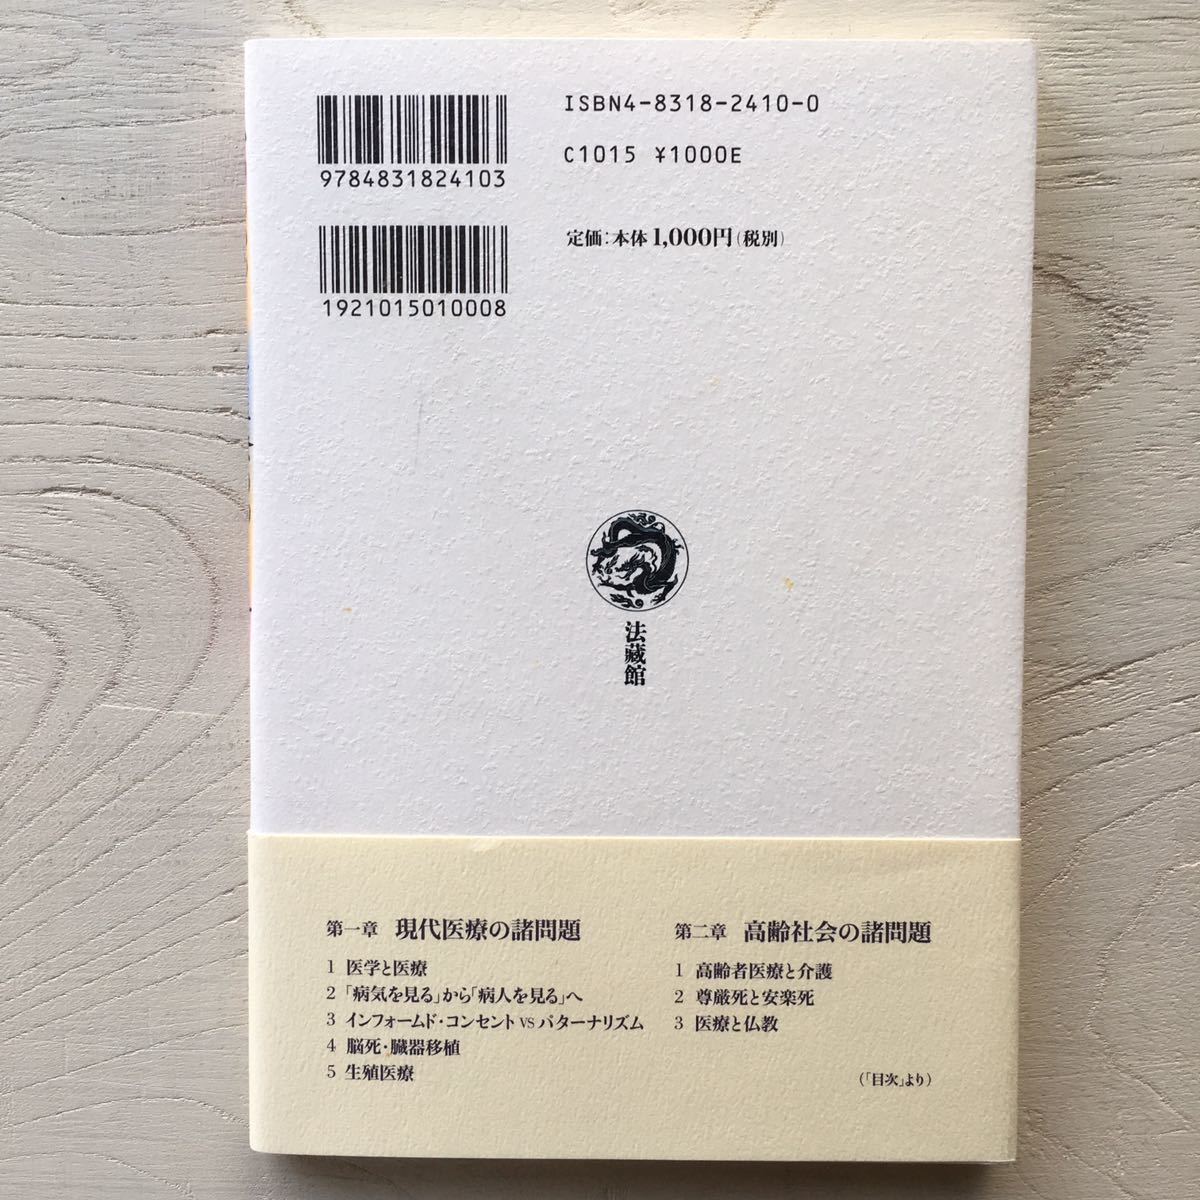 ISBN4-8318-2410-0
C1015 ¥1000E
9784831824103
定価：本体1,000円（税別）
1921015010008
法藏館
第一章 現代医療の諸問題
1 医学と医療
2 「病気を見る」から「病人を見る」へ
3 インフォームド・コンセント VS パターナリズム
4 脳死・臓器移植
5 生殖医療
第二章 高齢社会の諸問題
1 高齢者医療と介護
2 尊厳死と安楽死
3 医療と仏教
（「目次」より）